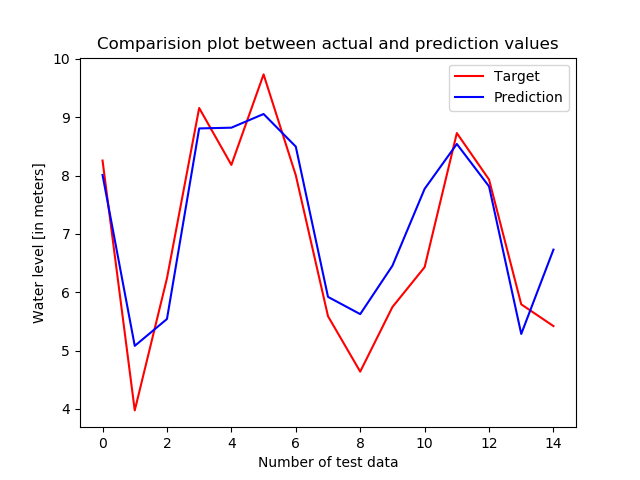 Comparision plot between actual and prediction values
Target
Prediction
10
9
8
7
6
5
4
Water level [in meters]
0 2 4 6 8 10 12 14
Number of test data